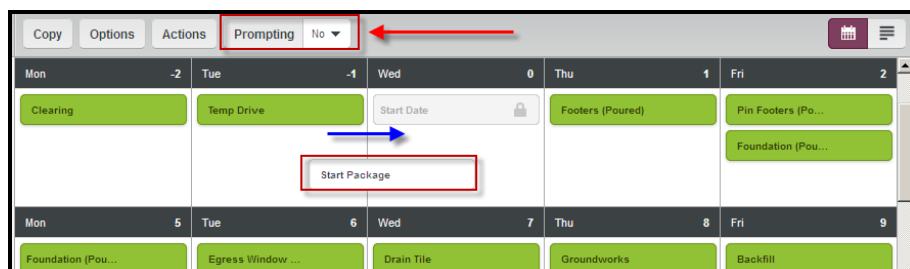 Copy Options Actions Prompting No
Mon -2 Tue -1 Wed 0 Thu 1 Fri 2
Clearing Temp Drive Start Date Footers (Poured) Pin Footers (Po...
Foundation (Pou...
Start Package
Mon 5 Tue 6 Wed 7 Thu 8 Fri 9
Foundation (Pou... Egress Window ... Drain Tile Groundworks Backfill